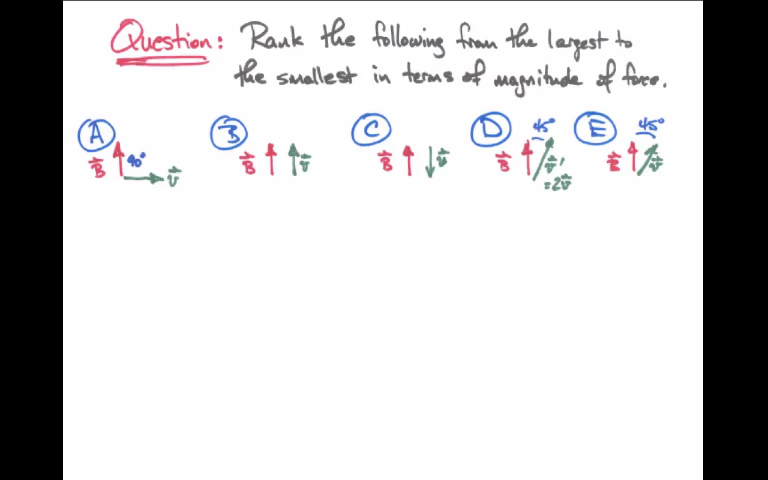 Question: Rank the following from the largest to
the smallest in terms of magnitude of force.
A B C D 45° E 45°
B⃗ 90° v⃗ B⃗ v⃗ B⃗ v⃗ B⃗ v⃗' B⃗ v⃗
=2v⃗